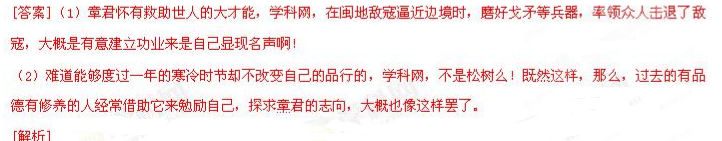 [答案]（1）童君怀有救助世人的大才能，学科网，在闽地敌寇逼近边境时，磨好戈矛等兵器，率领众人击退了敌
寇，大概是有意建立功业来是自己显现名声啊！
（2）难道能够度过一年的寒冷时节却不改变自己的品行的，学科网，不是松树么！既然这样，那么，过去的有品
德有修养的人经常借助它来勉励自己，探求童君的志向，大概也像这样罢了。
[解析]